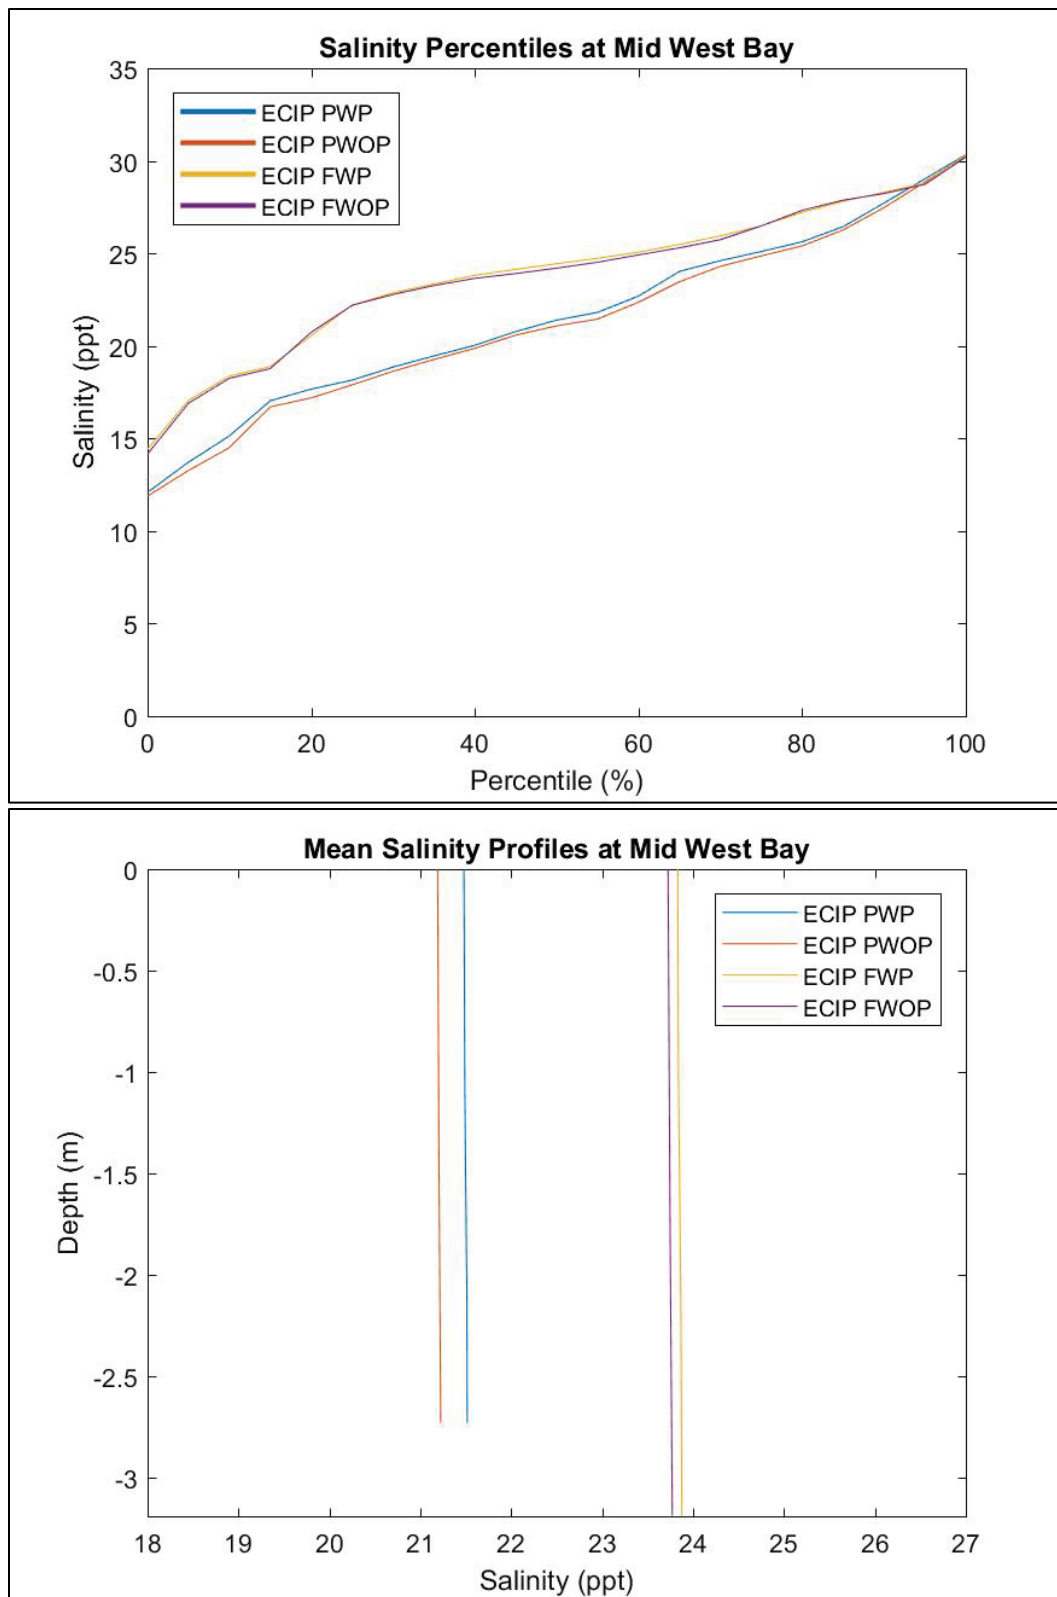 Salinity Percentiles at Mid West Bay
35
30
25
20
15
10
5
0
Salinity (ppt)
ECIP PWP
ECIP PWOP
ECIP FWP
ECIP FWOP
0 20 40 60 80 100
Percentile (%)
Mean Salinity Profiles at Mid West Bay
0
-0.5
-1
-1.5
-2
-2.5
-3
Depth (m)
ECIP PWP
ECIP PWOP
ECIP FWP
ECIP FWOP
18 19 20 21 22 23 24 25 26 27
Salinity (ppt)